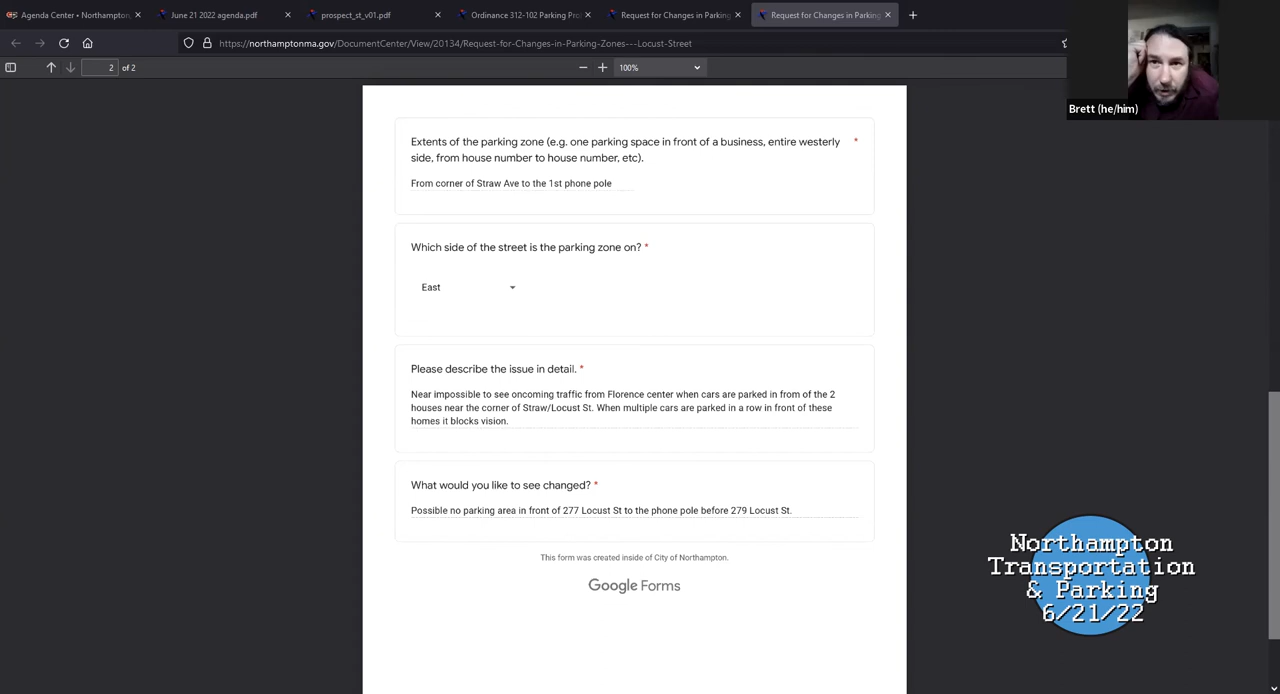 Agenda Center • Northampton,
June 21 2022 agenda.pdf
prospect_st_v01.pdf
Ordinance 312-102 Parking Pro
Request for Changes in Parking
Request for Changes in Parking
https://northamptonma.gov/DocumentCenter/View/20134/Request-for-Changes-in-Parking-Zones---Locust-Street
2 of 2
100%
Brett (he/him)
Extents of the parking zone (e.g. one parking space in front of a business, entire westerly *
side, from house number to house number, etc).
From corner of Straw Ave to the 1st phone pole
Which side of the street is the parking zone on? *
East
Please describe the issue in detail. *
Near impossible to see oncoming traffic from Florence center when cars are parked in from of the 2
houses near the corner of Straw/Locust St. When multiple cars are parked in a row in front of these
homes it blocks vision.
What would you like to see changed? *
Possible no parking area in front of 277 Locust St to the phone pole before 279 Locust St.
This form was created inside of City of Northampton.
Google Forms
Northampton
Transportation
& Parking
6/21/22